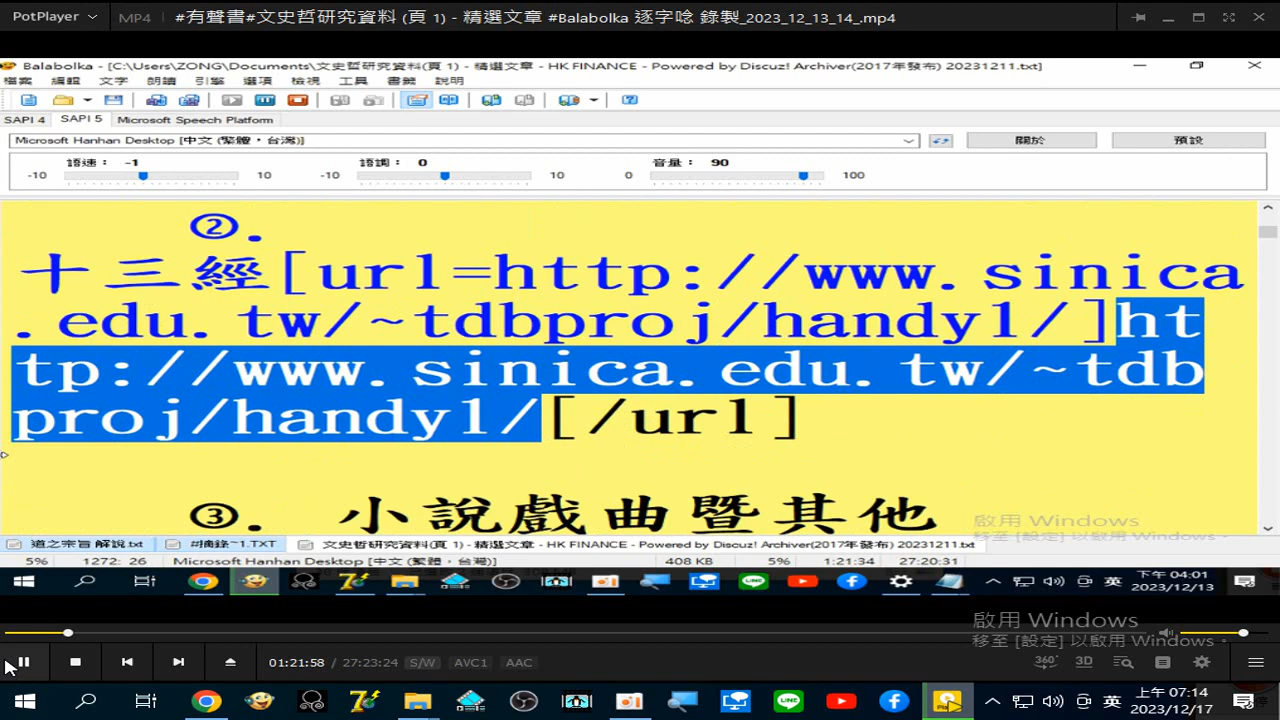 PotPlayer MP4 #有聲書#文史哲研究資料 (頁 1) - 精選文章 #Balabolka 逐字唸 錄製_2023_12_13_14_.mp4
Balabolka - [C:\Users\ZONG\Documents\文史哲研究資料(頁 1) - 精選文章 - HK FINANCE - Powered by Discuz! Archiver(2017年發布) 20231211.txt]
檔案 編輯 文字 朗讀 引擎 選項 檢視 工具 書籤 說明
SAPI 4 SAPI 5 Microsoft Speech Platform
Microsoft Hanhan Desktop [中文 (繁體，台灣)] 關於 預設
語速： -1 語調： 0 音量： 90
-10 10 -10 10 0 100
②.
十三經[url=http://www.sinica
.edu.tw/~tdbproj/handy1/]ht
tp://www.sinica.edu.tw/~tdb
proj/handy1/[/url]
③. 小說戲曲暨其他
啟用 Windows
移至 [設定] 以啟用 Windows。
道之宗旨 解說.txt #摘錄~1.TXT 文史哲研究資料(頁 1) - 精選文章 - HK FINANCE - Powered by Discuz! Archiver(2017年發布) 20231211.txt
5% 1272: 26 Microsoft Hanhan Desktop [中文 (繁體，台灣)] 408 KB 5% 1:21:34 27:20:31
英 下午 04:01
2023/12/13
啟用 Windows
移至 [設定] 以啟用 Windows。
01:21:58 / 27:23:24 S/W AVC1 AAC 360° 3D
英 上午 07:14
2023/12/17